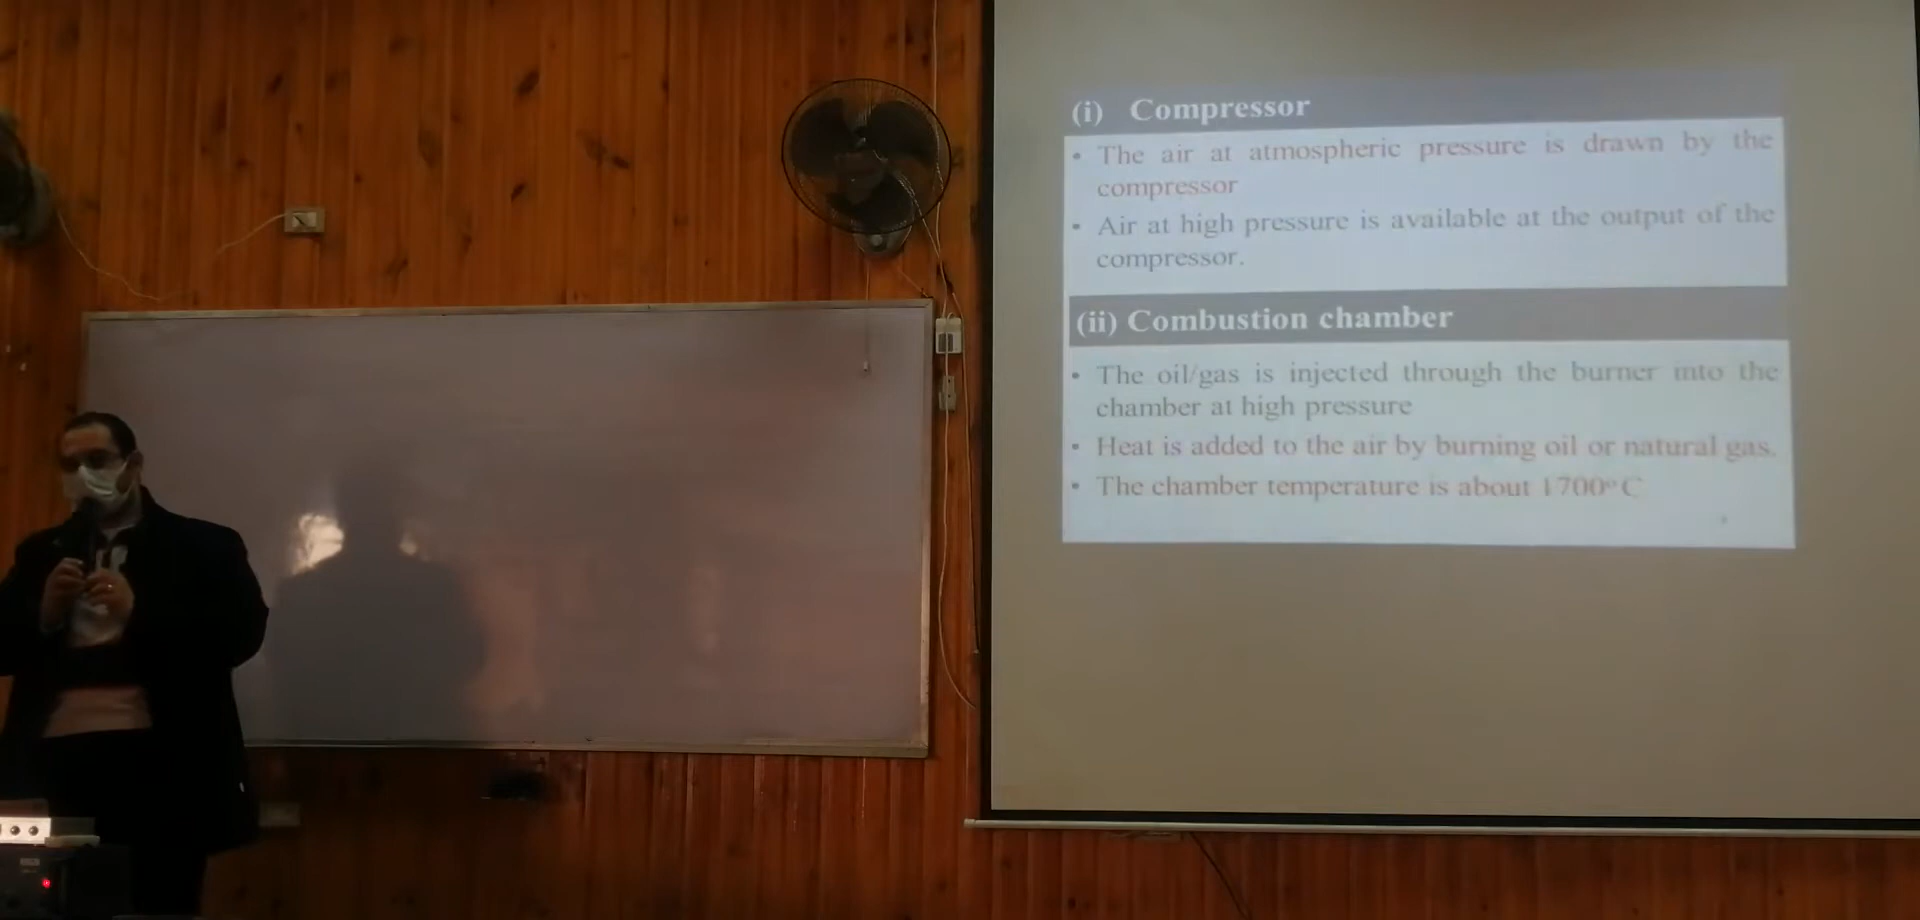 (i) Compressor
• The air at atmospheric pressure is drawn by the
compressor
• Air at high pressure is available at the output of the
compressor.
(ii) Combustion chamber
• The oil/gas is injected through the burner into the
chamber at high pressure
• Heat is added to the air by burning oil or natural gas.
• The chamber temperature is about 1700° C